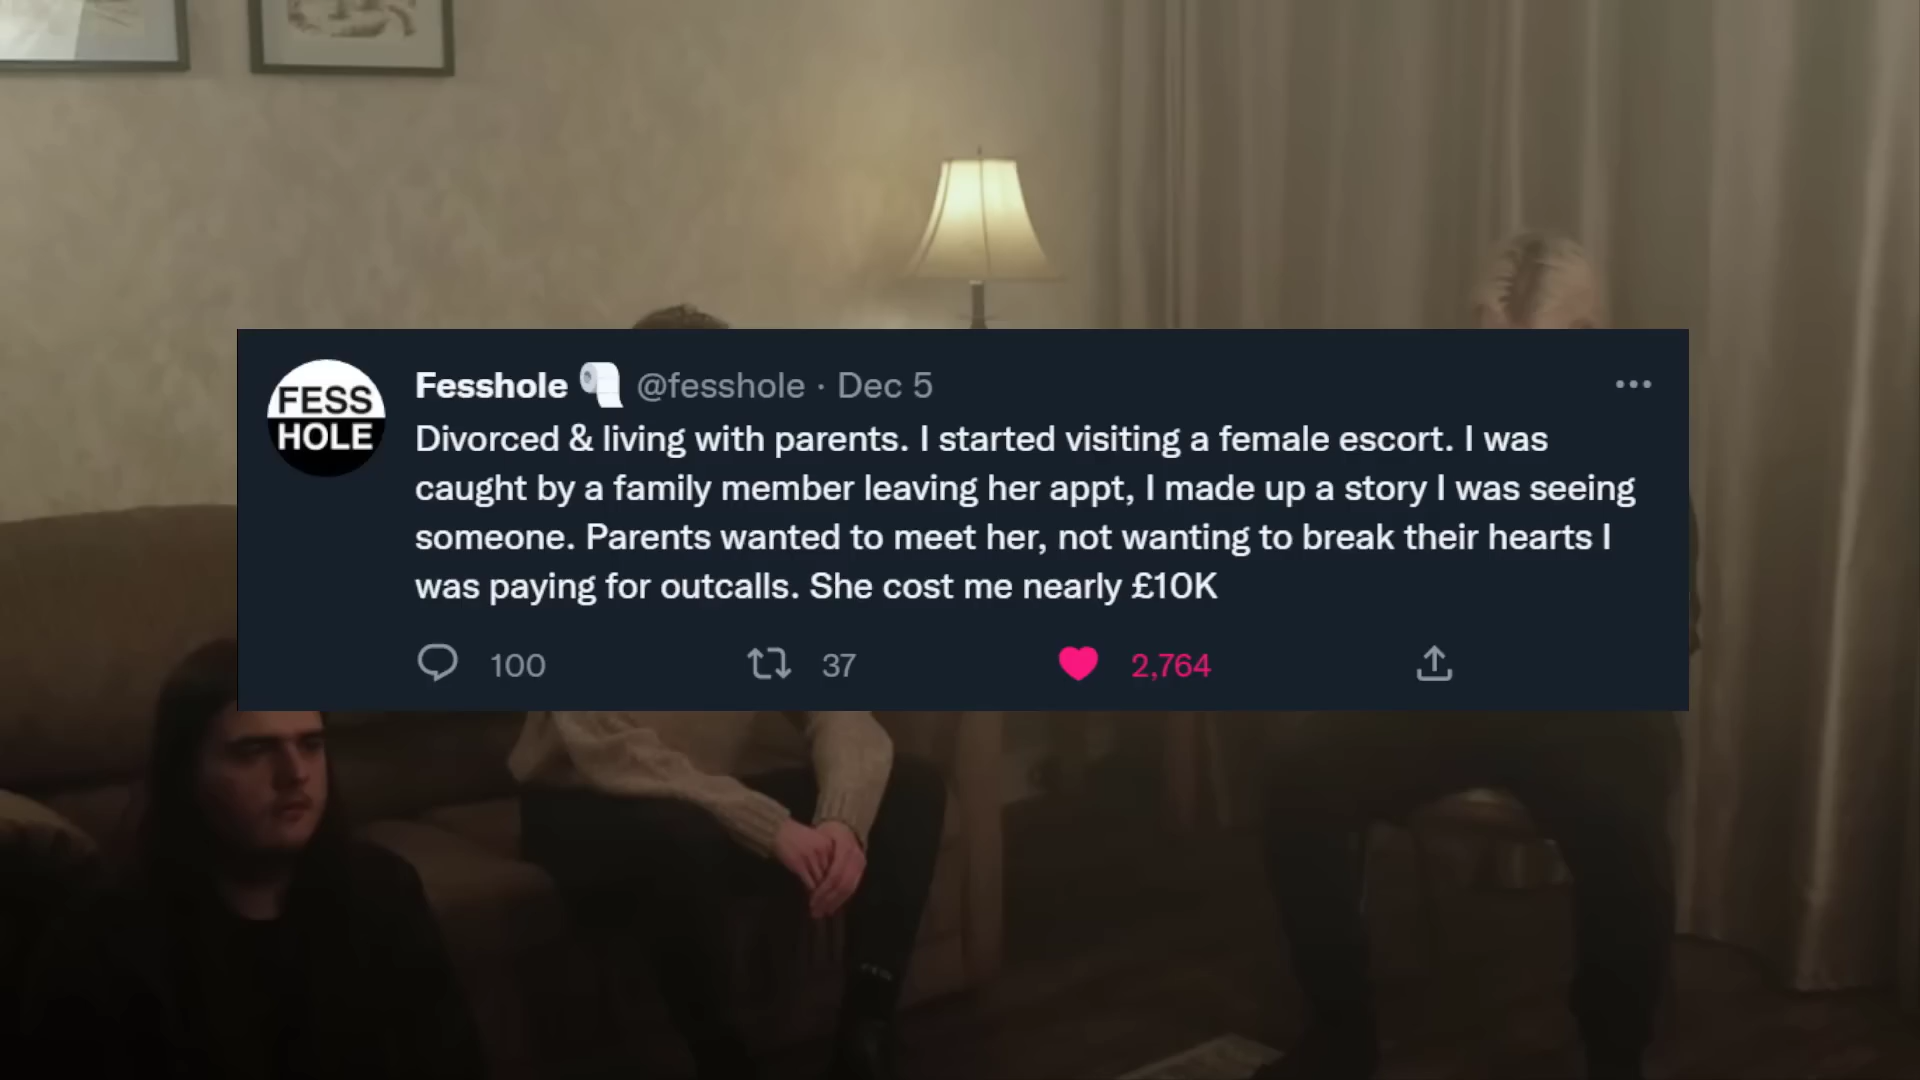 FESS
HOLE
Fesshole 🧻 @fesshole · Dec 5
Divorced & living with parents. I started visiting a female escort. I was
caught by a family member leaving her appt, I made up a story I was seeing
someone. Parents wanted to meet her, not wanting to break their hearts I
was paying for outcalls. She cost me nearly £10K
100 37 2,764